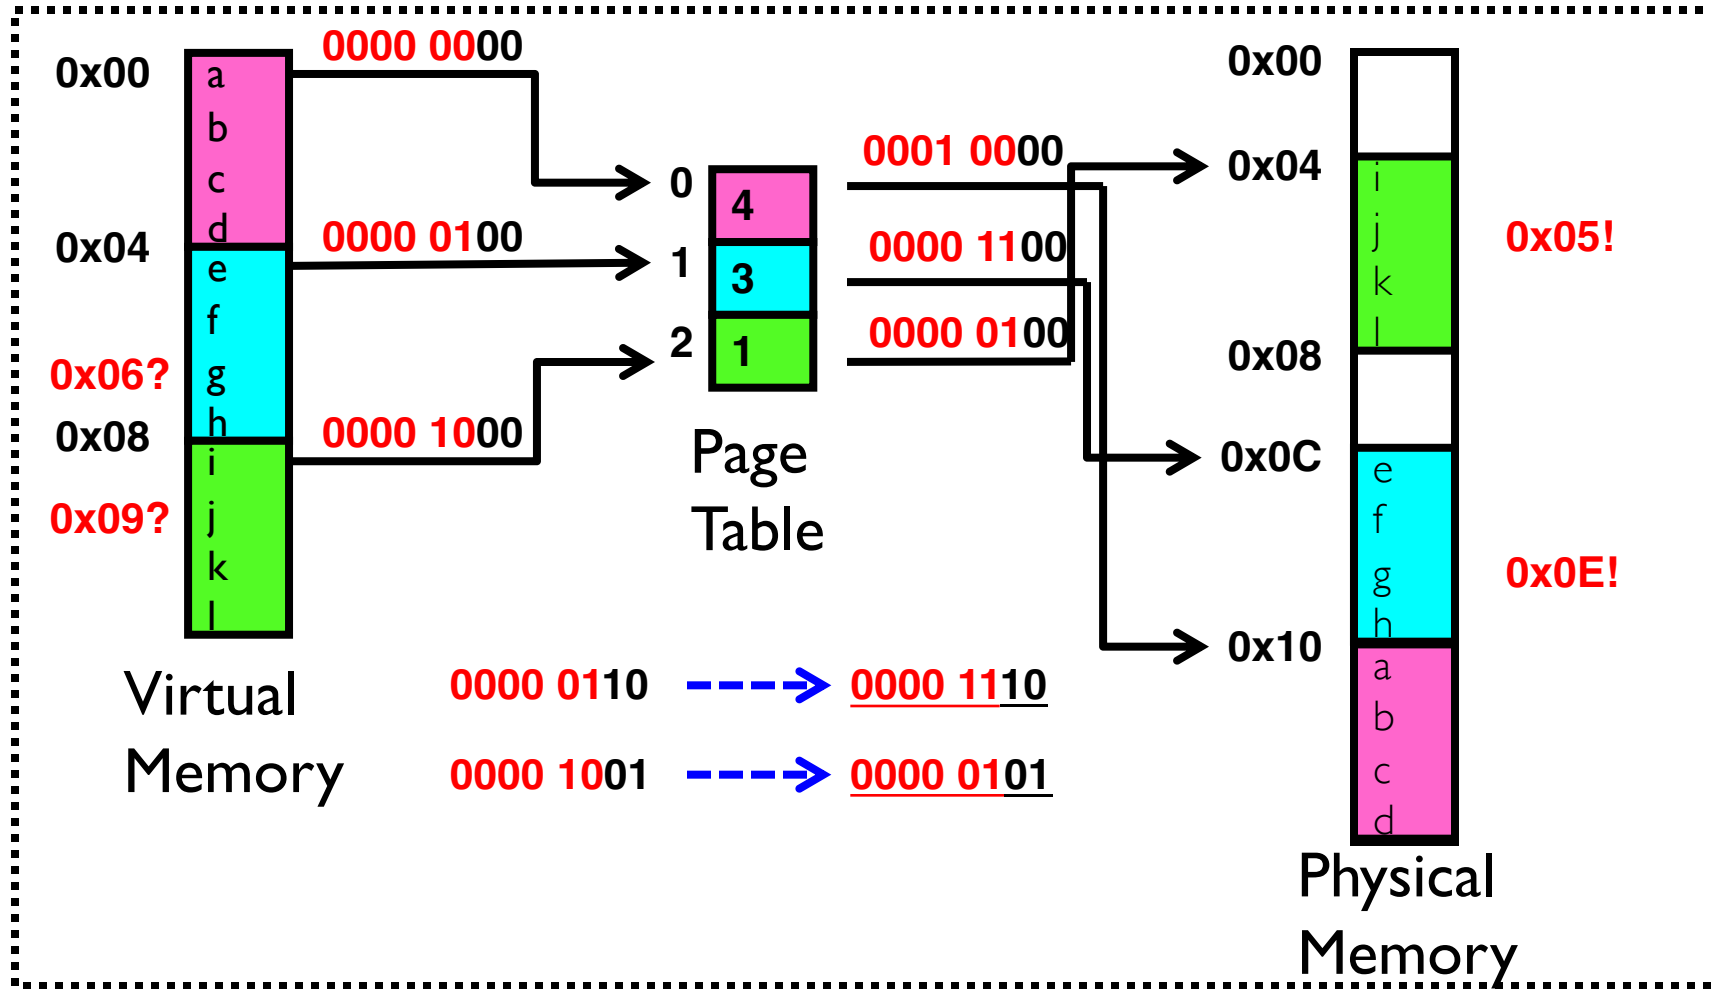 0x00
a
b
c
d
0x04
e
f
0x06?
g
h
0x08
i
0x09?
j
k
l
Virtual
Memory
0000 0000
0000 0100
0000 1000
0
4
1
3
2
1
Page
Table
0001 0000
0000 1100
0000 0100
0000 0110
0000 1110
0000 1001
0000 0101
0x00
0x04
i
j
0x05!
k
l
0x08
0x0C
e
f
g
0x0E!
h
0x10
a
b
c
d
Physical
Memory